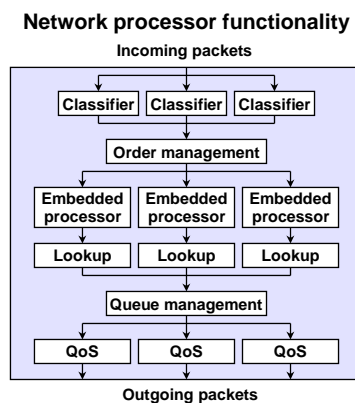 Network processor functionality
Incoming packets
Classifier Classifier Classifier
Order management
Embedded processor Embedded processor Embedded processor
Lookup Lookup Lookup
Queue management
QoS QoS QoS
Outgoing packets